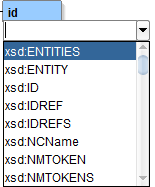 id
xsd:ENTITIES
xsd:ENTITY
xsd:ID
xsd:IDREF
xsd:IDREFS
xsd:NCName
xsd:NMTOKEN
xsd:NMTOKENS